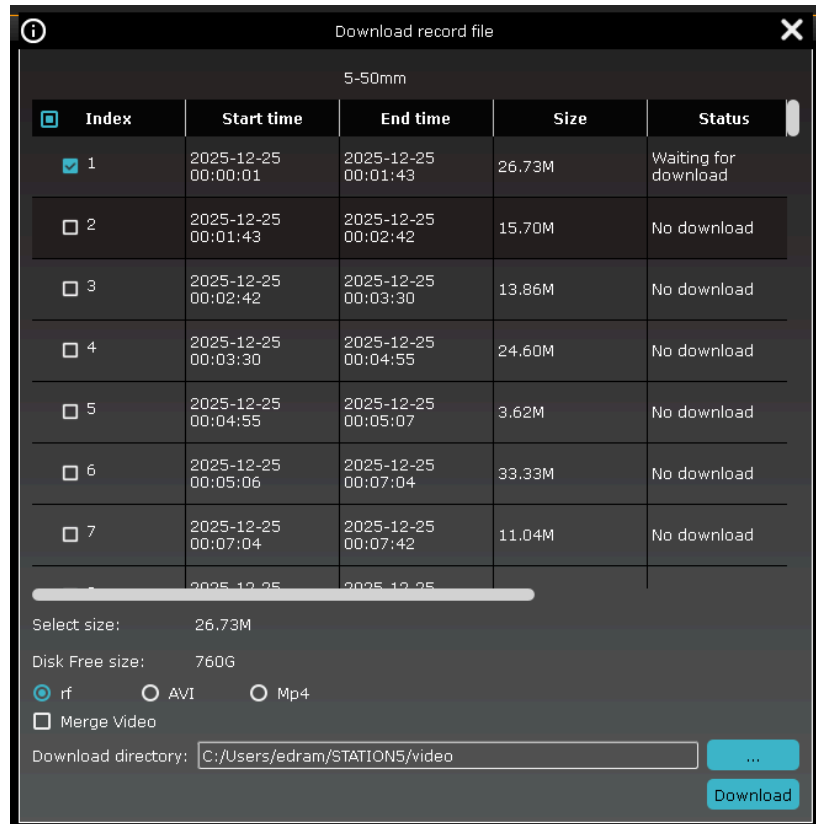 Download record file
5-50mm
Index Start time End time Size Status
1 2025-12-25 00:00:01 2025-12-25 00:01:43 26.73M Waiting for download
2 2025-12-25 00:01:43 2025-12-25 00:02:42 15.70M No download
3 2025-12-25 00:02:42 2025-12-25 00:03:30 13.86M No download
4 2025-12-25 00:03:30 2025-12-25 00:04:55 24.60M No download
5 2025-12-25 00:04:55 2025-12-25 00:05:07 3.62M No download
6 2025-12-25 00:05:06 2025-12-25 00:07:04 33.33M No download
7 2025-12-25 00:07:04 2025-12-25 00:07:42 11.04M No download
2025-12-25 2025-12-25
Select size: 26.73M
Disk Free size: 760G
rf AVI Mp4
Merge Video
Download directory: C:/Users/edram/STATION5/video ...
Download